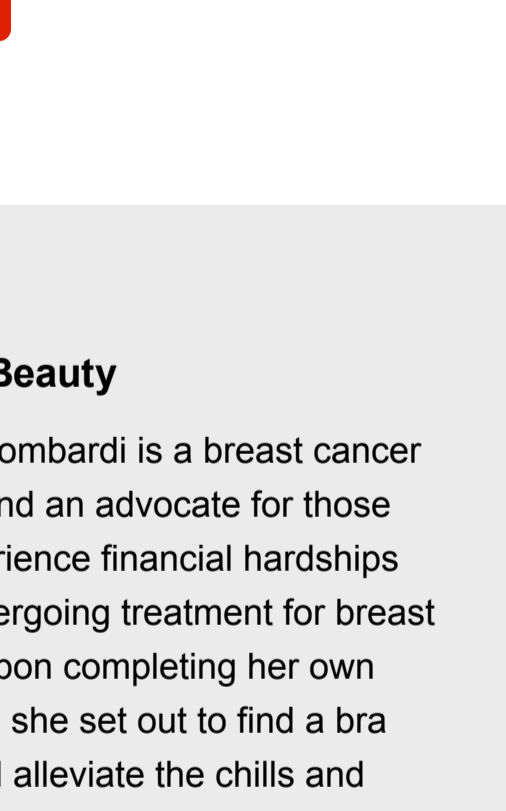 Beauty
ombardi is a breast cancer
nd an advocate for those
rience financial hardships
ergoing treatment for breast
pon completing her own
she set out to find a bra
alleviate the chills and